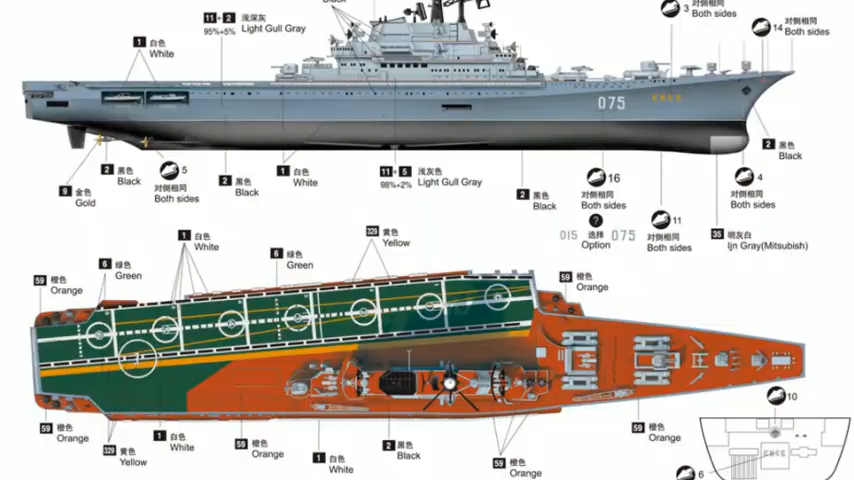 Black
11+2 浅深灰
95%+5% Light Gull Gray
1 白色
White
3 对侧相同
Both sides
14 对侧相同
Both sides
075
2 黑色
Black
9 金色
Gold
2 黑色
Black
5
对侧相同
Both sides
2 黑色
Black
1 白色
White
11+5 浅灰色
98%+2% Light Gull Gray
2 黑色
Black
16
对侧相同
Both sides
?
015 选择 075
Option
11
对侧相同
Both sides
4
对侧相同
Both sides
35 明灰白
Ijn Gray(Mitsubish)
59 橙色
Orange
6 绿色
Green
1 白色
White
6 绿色
Green
329 黄色
Yellow
59 橙色
Orange
59 橙色
Orange
329 黄色
Yellow
1 白色
White
59 橙色
Orange
1 白色
White
2 黑色
Black
59 橙色
Orange
59 橙色
Orange
10
6